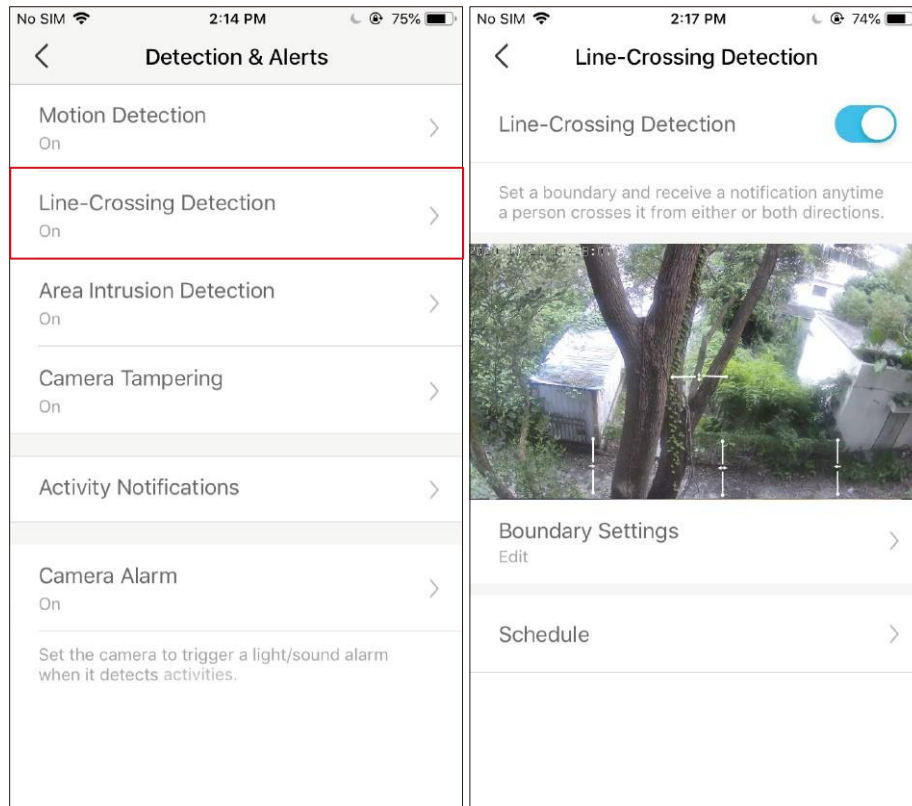 No SIM 2:14 PM 75%
Detection & Alerts
Motion Detection
On
Line-Crossing Detection
On
Area Intrusion Detection
On
Camera Tampering
On
Activity Notifications
Camera Alarm
On
Set the camera to trigger a light/sound alarm
when it detects activities.
No SIM 2:17 PM 74%
Line-Crossing Detection
Line-Crossing Detection
Set a boundary and receive a notification anytime
a person crosses it from either or both directions.
Boundary Settings
Edit
Schedule